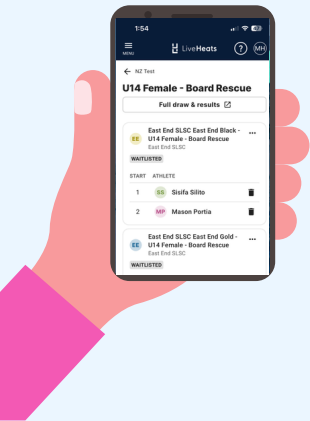 1:54
MENU
LiveHeats
?
MH
NZ Test
U14 Female - Board Rescue
Full draw & results
EE
East End SLSC East End Black -
U14 Female - Board Rescue
East End SLSC
WAITLISTED
START ATHLETE
1 SS Sisifa Silito
2 MP Mason Portia
EE
East End SLSC East End Gold -
U14 Female - Board Rescue
East End SLSC
WAITLISTED